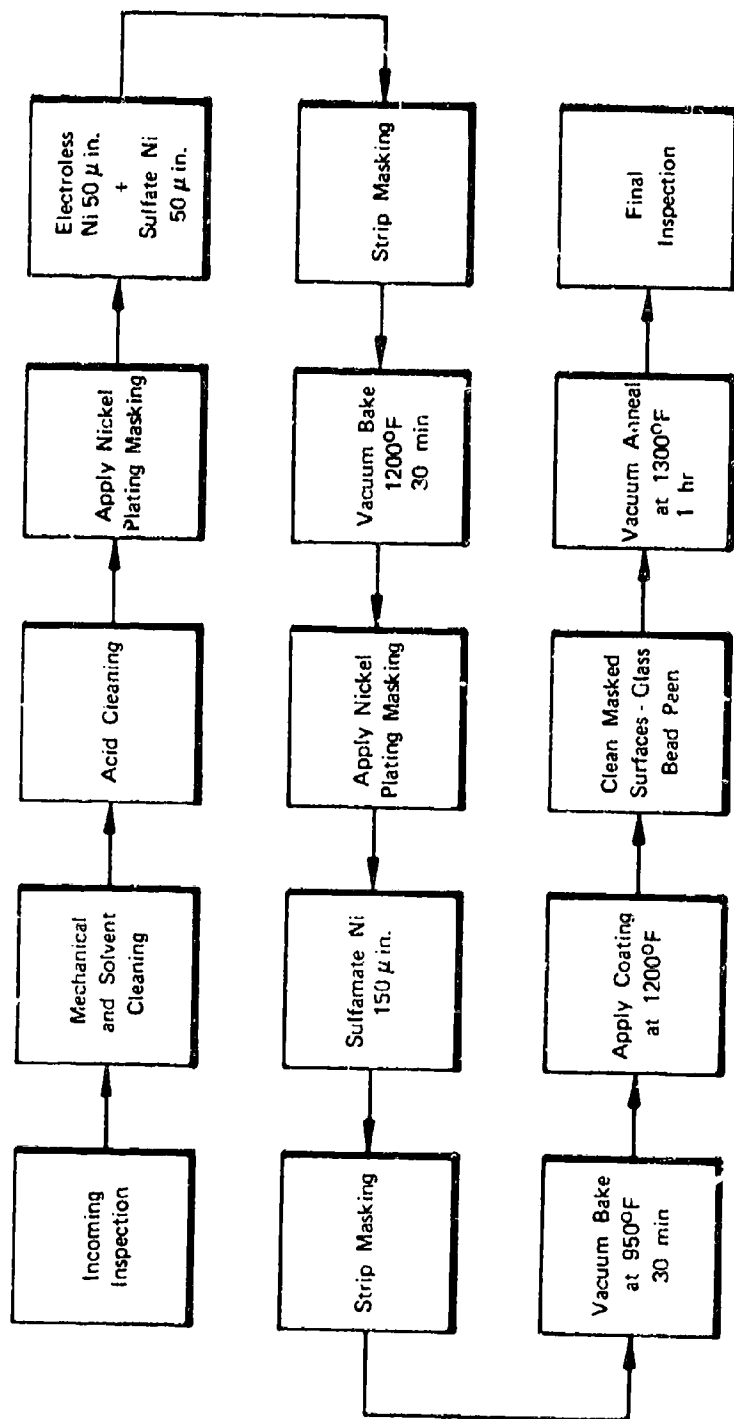 Incoming
Inspection
Mechanical
and Solvent
Cleaning
Acid Cleaning
Apply Nickel
Plating Masking
Electroless
Ni 50 μ in.
+
Sulfate Ni
50 μ in.
Strip Masking
Vacuum Bake
1200°F
30 min
Apply Nickel
Plating Masking
Sulfamate Ni
150 μ in.
Strip Masking
Vacuum Bake
at 950°F
30 min
Apply Coating
at 1200°F
Clean Masked
Surfaces - Glass
Bead Peen
Vacuum Anneal
at 1300°F
1 hr
Final
Inspection